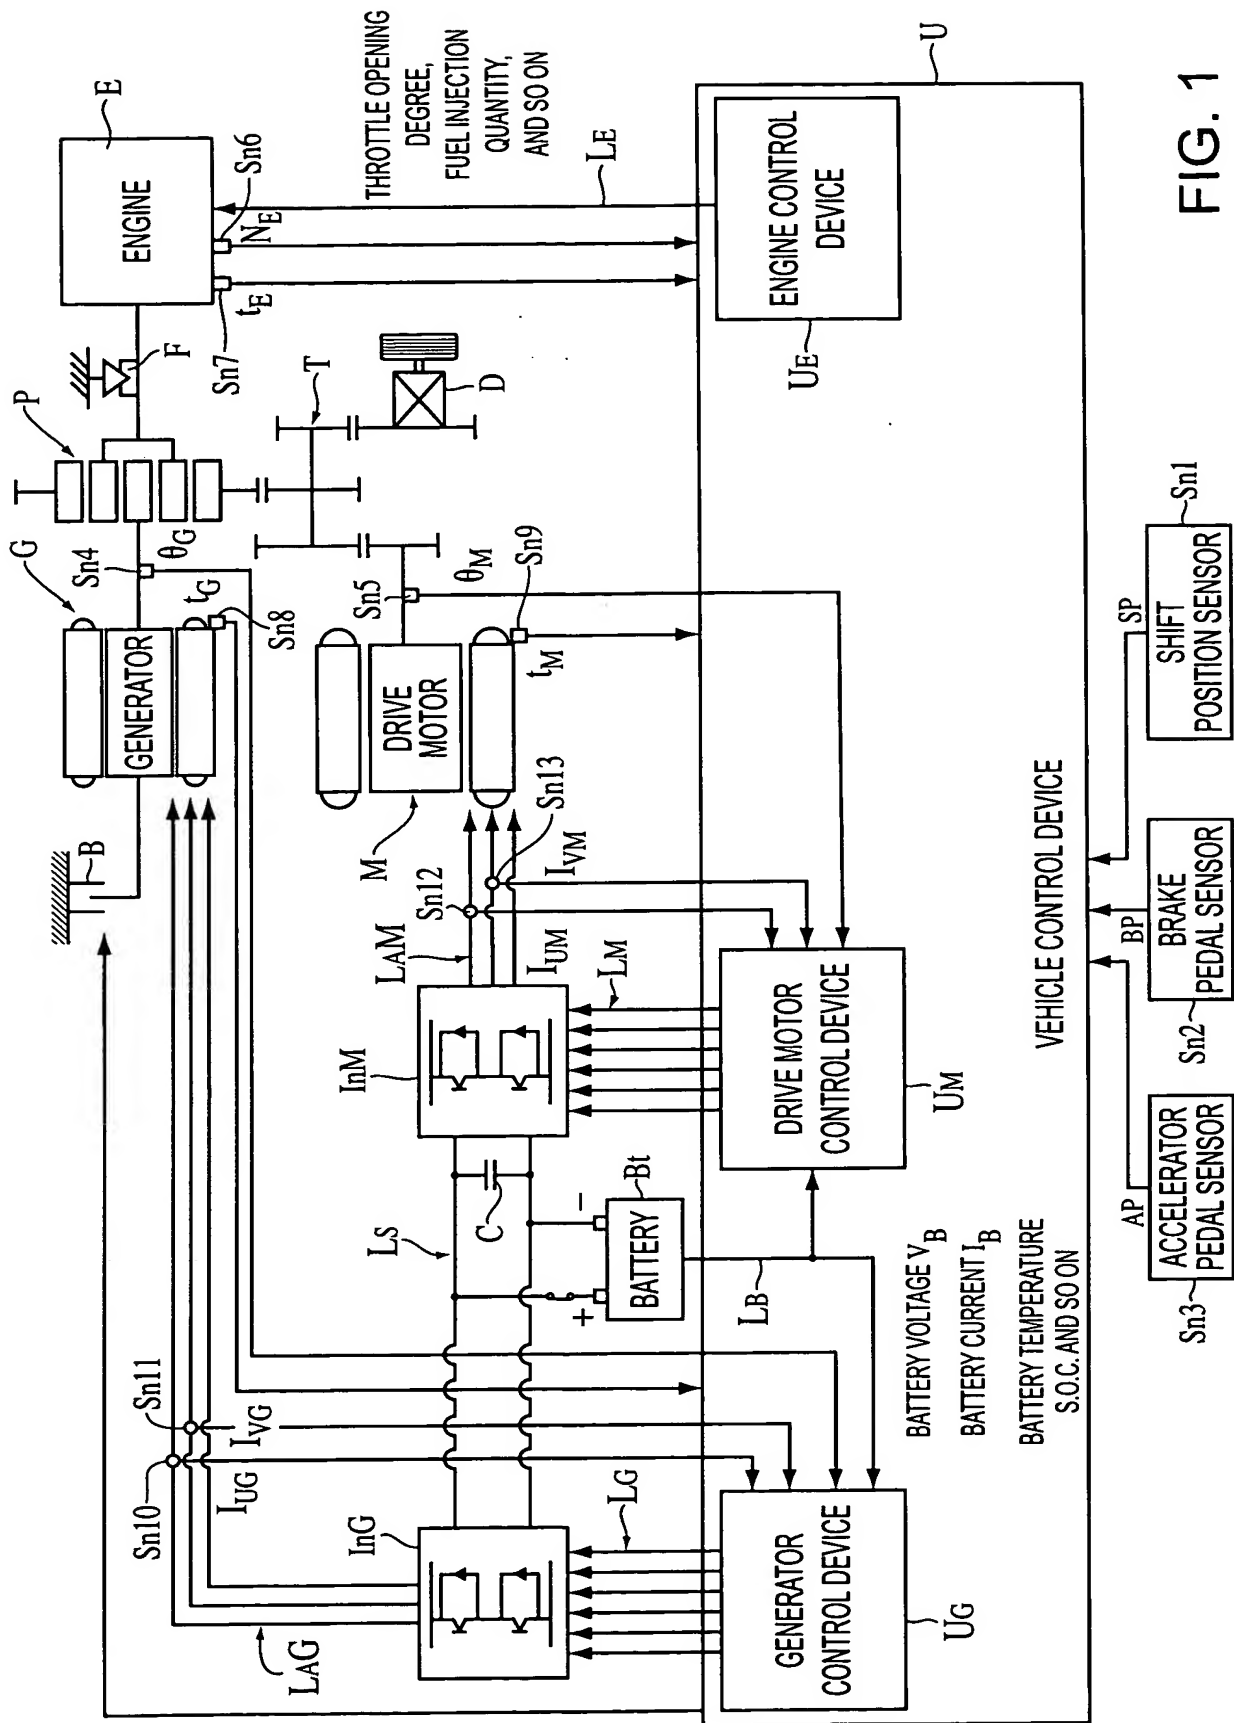 E
ENGINE
Sn6
NE
tE
Sn7
THROTTLE OPENING
DEGREE,
FUEL INJECTION
QUANTITY,
AND SO ON
LE
U
ENGINE CONTROL
DEVICE
UE
F
P
T
D
G
Sn4
θG
tG
Sn8
GENERATOR
B
Sn5
θM
Sn9
tM
DRIVE
MOTOR
M
Sn13
IVM
Sn12
LAM
IUM
InM
LM
DRIVE MOTOR
CONTROL DEVICE
UM
LS
C
−
+
Bt
BATTERY
LB
Sn11
Sn10
IVG
IUG
InG
LAG
LG
GENERATOR
CONTROL DEVICE
UG
BATTERY VOLTAGE VB
BATTERY CURRENT IB
BATTERY TEMPERATURE
S.O.C. AND SO ON
VEHICLE CONTROL DEVICE
SP
SHIFT
POSITION SENSOR
Sn1
BP
BRAKE
PEDAL SENSOR
Sn2
AP
ACCELERATOR
PEDAL SENSOR
Sn3
FIG. 1